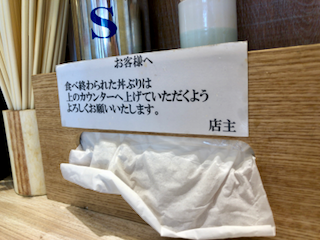 S
お客様へ
食べ終わられた丼ぶりは
上のカウンターへ上げていただくよう
よろしくお願いいたします。
店主